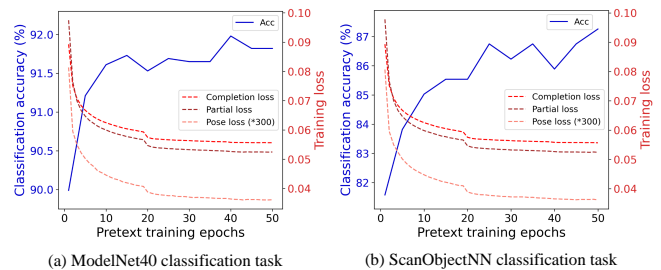 Classification accuracy (%)
92.0
91.5
91.0
90.5
90.0
Acc
Completion loss
Partial loss
Pose loss (*300)
0.10
0.09
0.08
0.07
0.06
0.05
0.04
Training loss
0 10 20 30 40 50
Pretext training epochs
(a) ModelNet40 classification task
Classification accuracy (%)
87
86
85
84
83
82
Acc
Completion loss
Partial loss
Pose loss (*300)
0.10
0.09
0.08
0.07
0.06
0.05
0.04
Training loss
0 10 20 30 40 50
Pretext training epochs
(b) ScanObjectNN classification task